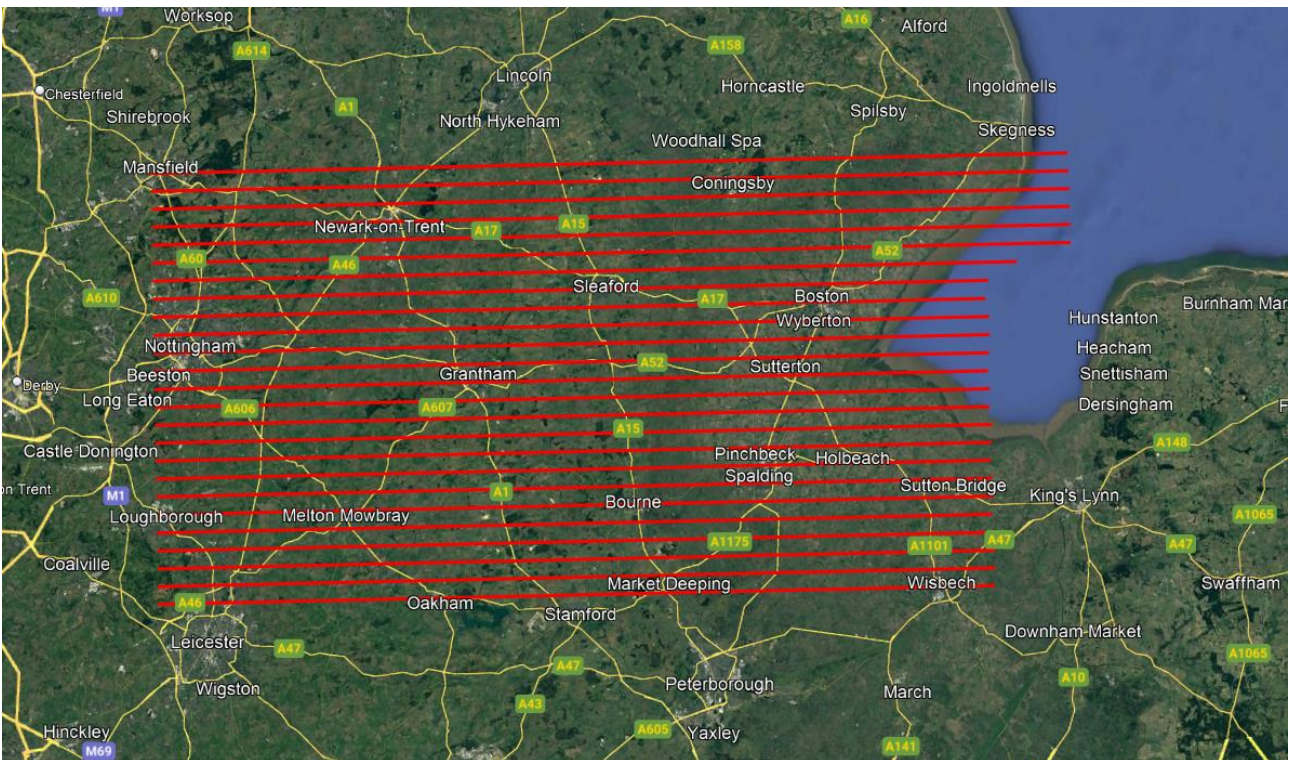 M1
Worksop
A16
Alford
A614
A158
Lincoln
Chesterfield
Horncastle
Ingoldmells
A1
Shirebrook
Spilsby
North Hykeham
Skegness
Woodhall Spa
Mansfield
Coningsby
Newark-on-Trent
A17
A15
A60
A46
A52
Sleaford
A610
A17
Boston
Burnham Mar
Wyberton
Hunstanton
Nottingham
Heacham
A52
Sutterton
Beeston
Grantham
Snettisham
Derby
Long Eaton
A606
A607
Dersingham
F
A15
A148
Castle Donington
Pinchbeck
Holbeach
Spalding
on Trent
M1
A1
Sutton Bridge
King's Lynn
Bourne
Loughborough
Melton Mowbray
A1065
A1175
A1101
A47
A47
Coalville
Market Deeping
Wisbech
Swaffham
A46
Oakham
Stamford
Leicester
A47
Downham Market
A1065
A47
Wigston
Peterborough
A10
March
A43
Hinckley
A605
Yaxley
M69
A141